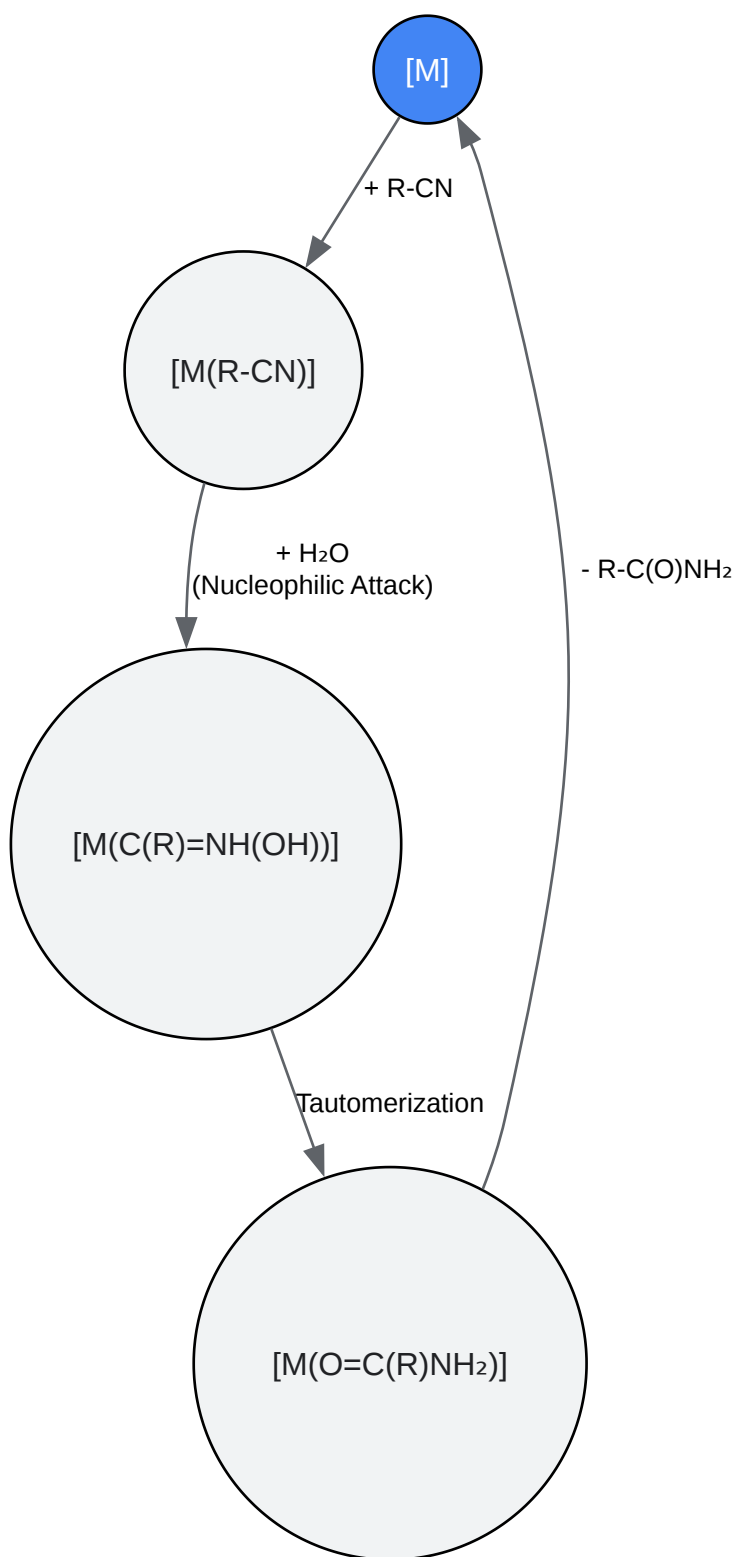 [M]
+ R-CN
[M(R-CN)]
+ H₂O
(Nucleophilic Attack)
- R-C(O)NH₂
[M(C(R)=NH(OH))]
Tautomerization
[M(O=C(R)NH₂)]